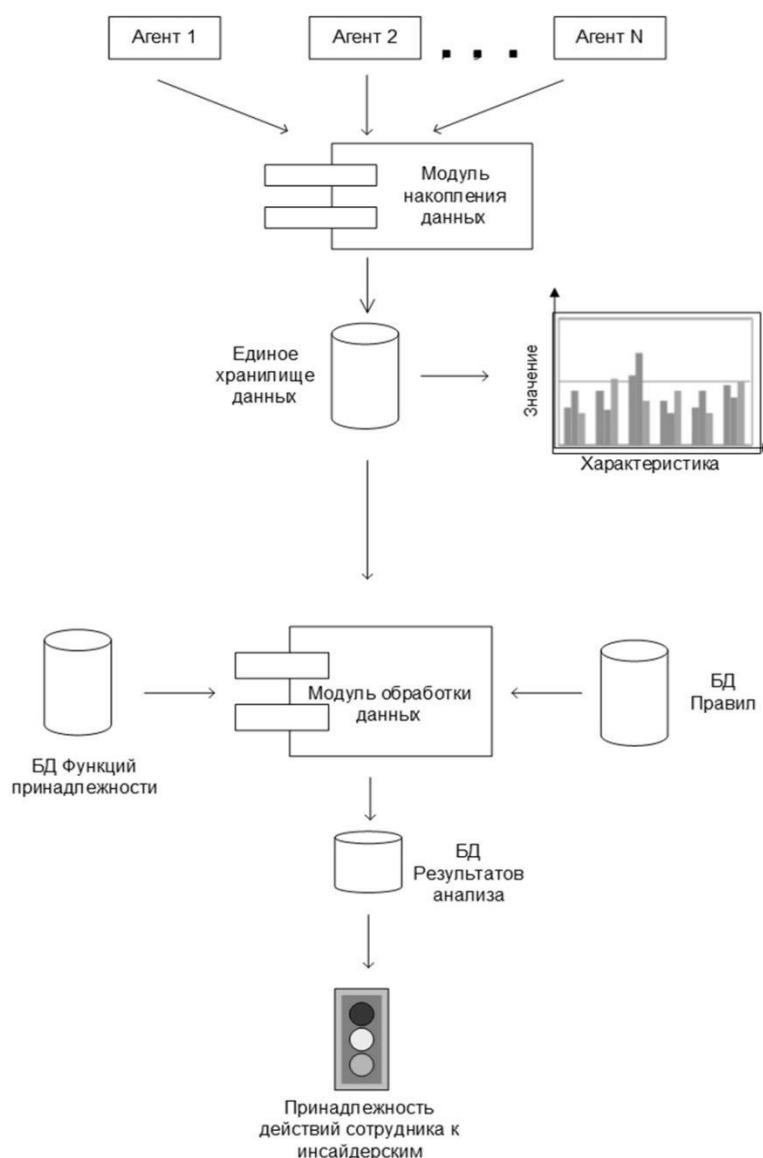 Агент 1
Агент 2
Агент N
Модуль
накопления
данных
Единое
хранилище
данных
Значение
Характеристика
Модуль обработки
данных
БД
Правил
БД Функций
принадлежности
БД
Результатов
анализа
Принадлежность
действий сотрудника к
инсайдерским